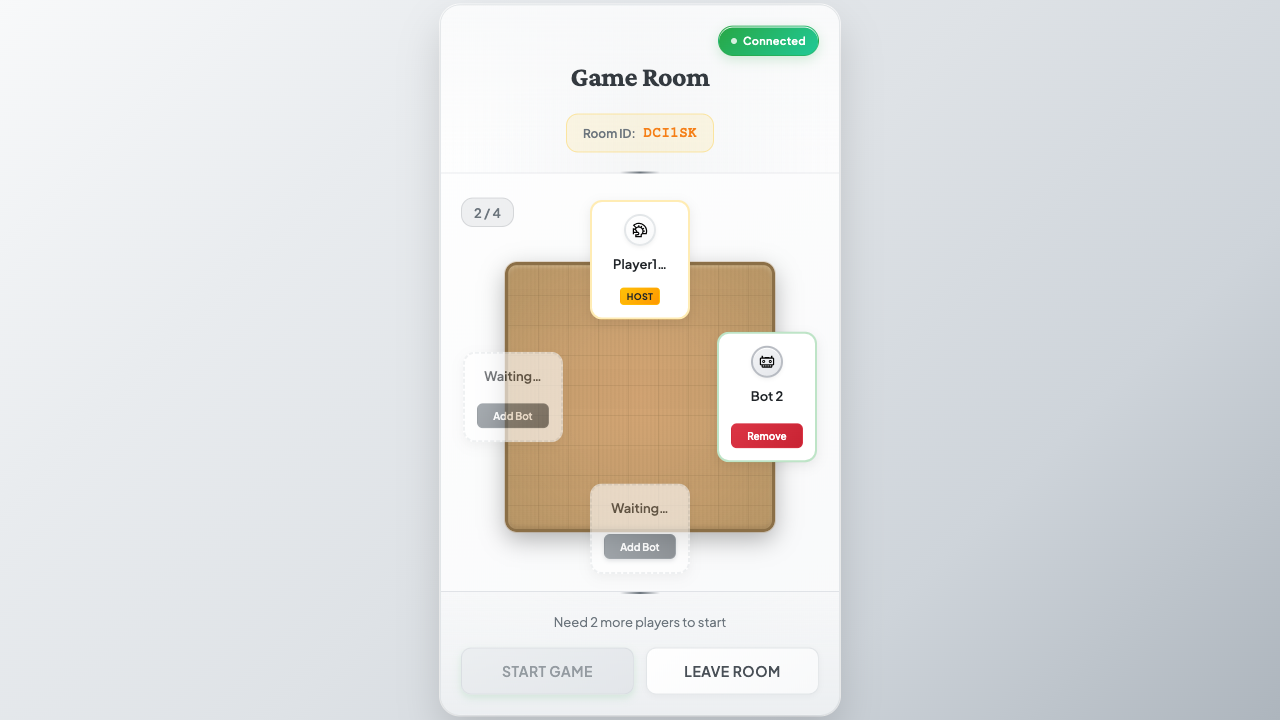 Connected
Game Room
Room ID: DCI1SK
2 / 4
Player1...
HOST
Waiting...
Add Bot
Bot 2
Remove
Waiting...
Add Bot
Need 2 more players to start
START GAME
LEAVE ROOM